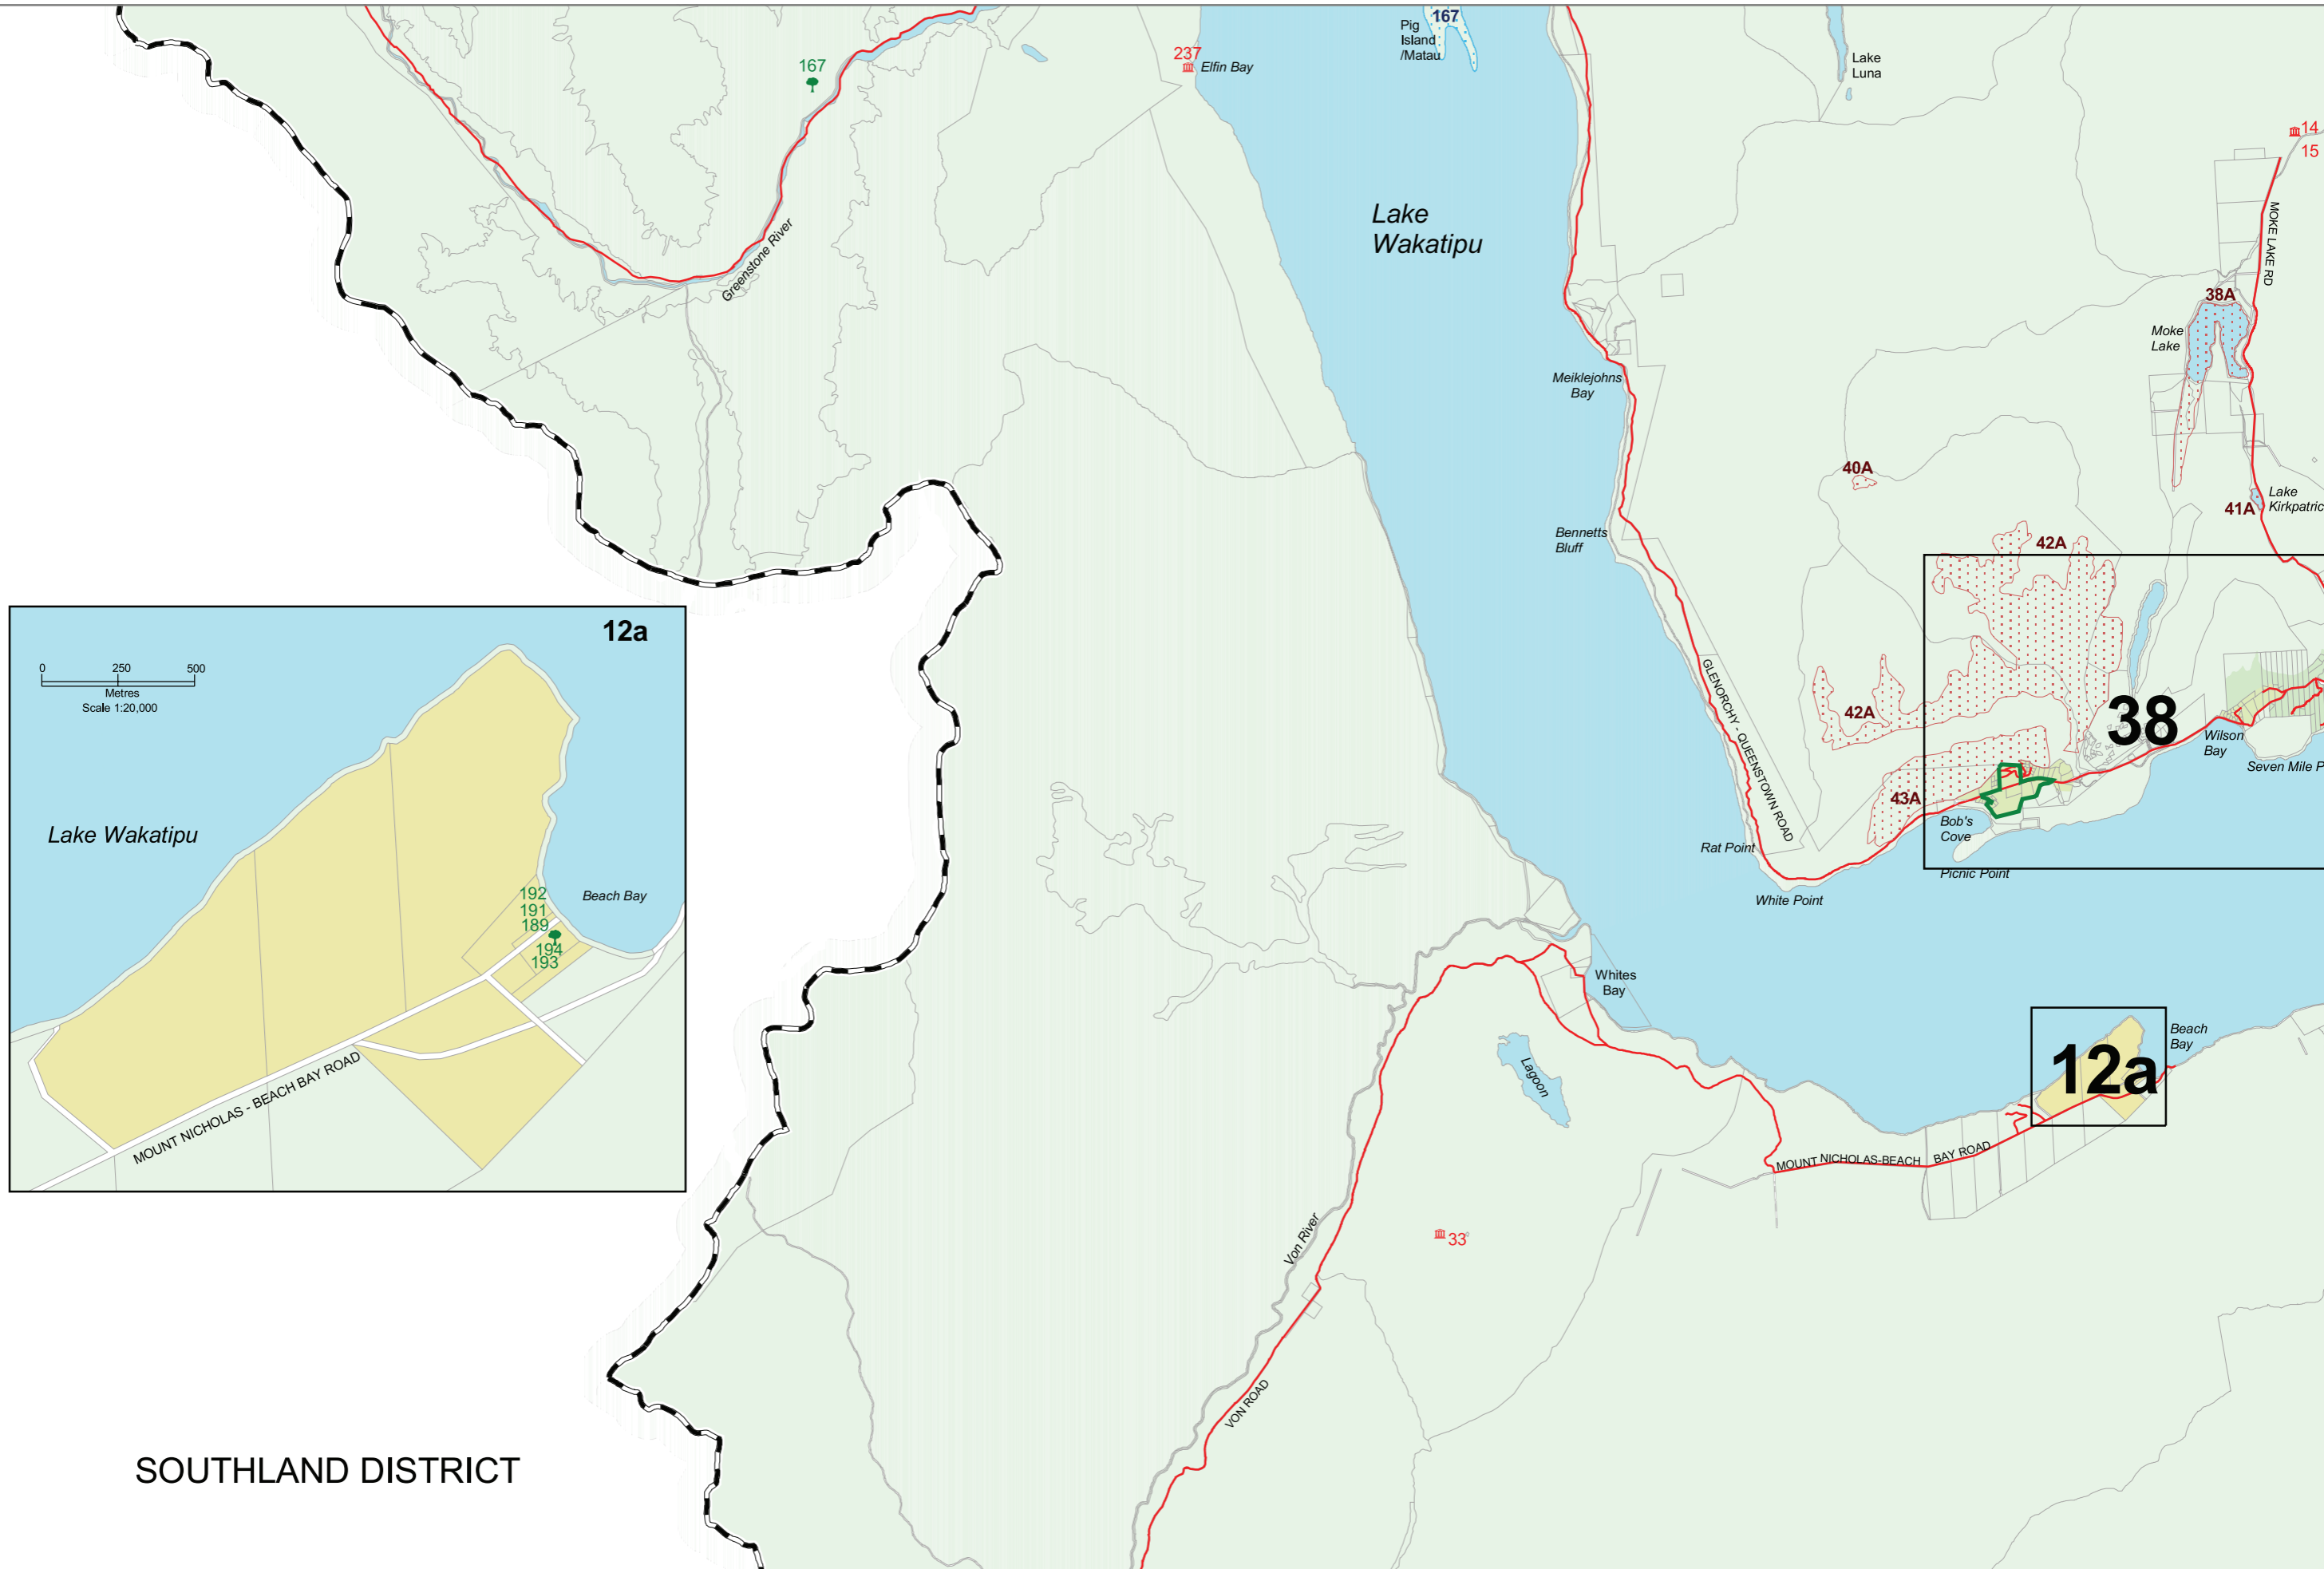 167
Pig
Island
/Matau
237
Elfin Bay
167
Lake
Luna
14
15
Lake
Wakatipu
MOKE LAKE RD
Greenstone River
38A
Moke
Lake
Meiklejohns
Bay
40A
Lake
Kirkpatric
41A
Bennetts
Bluff
42A
12a
0 250 500
Metres
Scale 1:20,000
GLENORCHY - QUEENSTOWN ROAD
42A
38
Wilson
Bay
Seven Mile P
43A
Bob's
Cove
Lake Wakatipu
Rat Point
Picnic Point
White Point
192
Beach Bay
191
189
194
193
Whites
Bay
Beach
Bay
12a
Lagoon
MOUNT NICHOLAS - BEACH BAY ROAD
MOUNT NICHOLAS-BEACH BAY ROAD
Von River
33
VON ROAD
SOUTHLAND DISTRICT